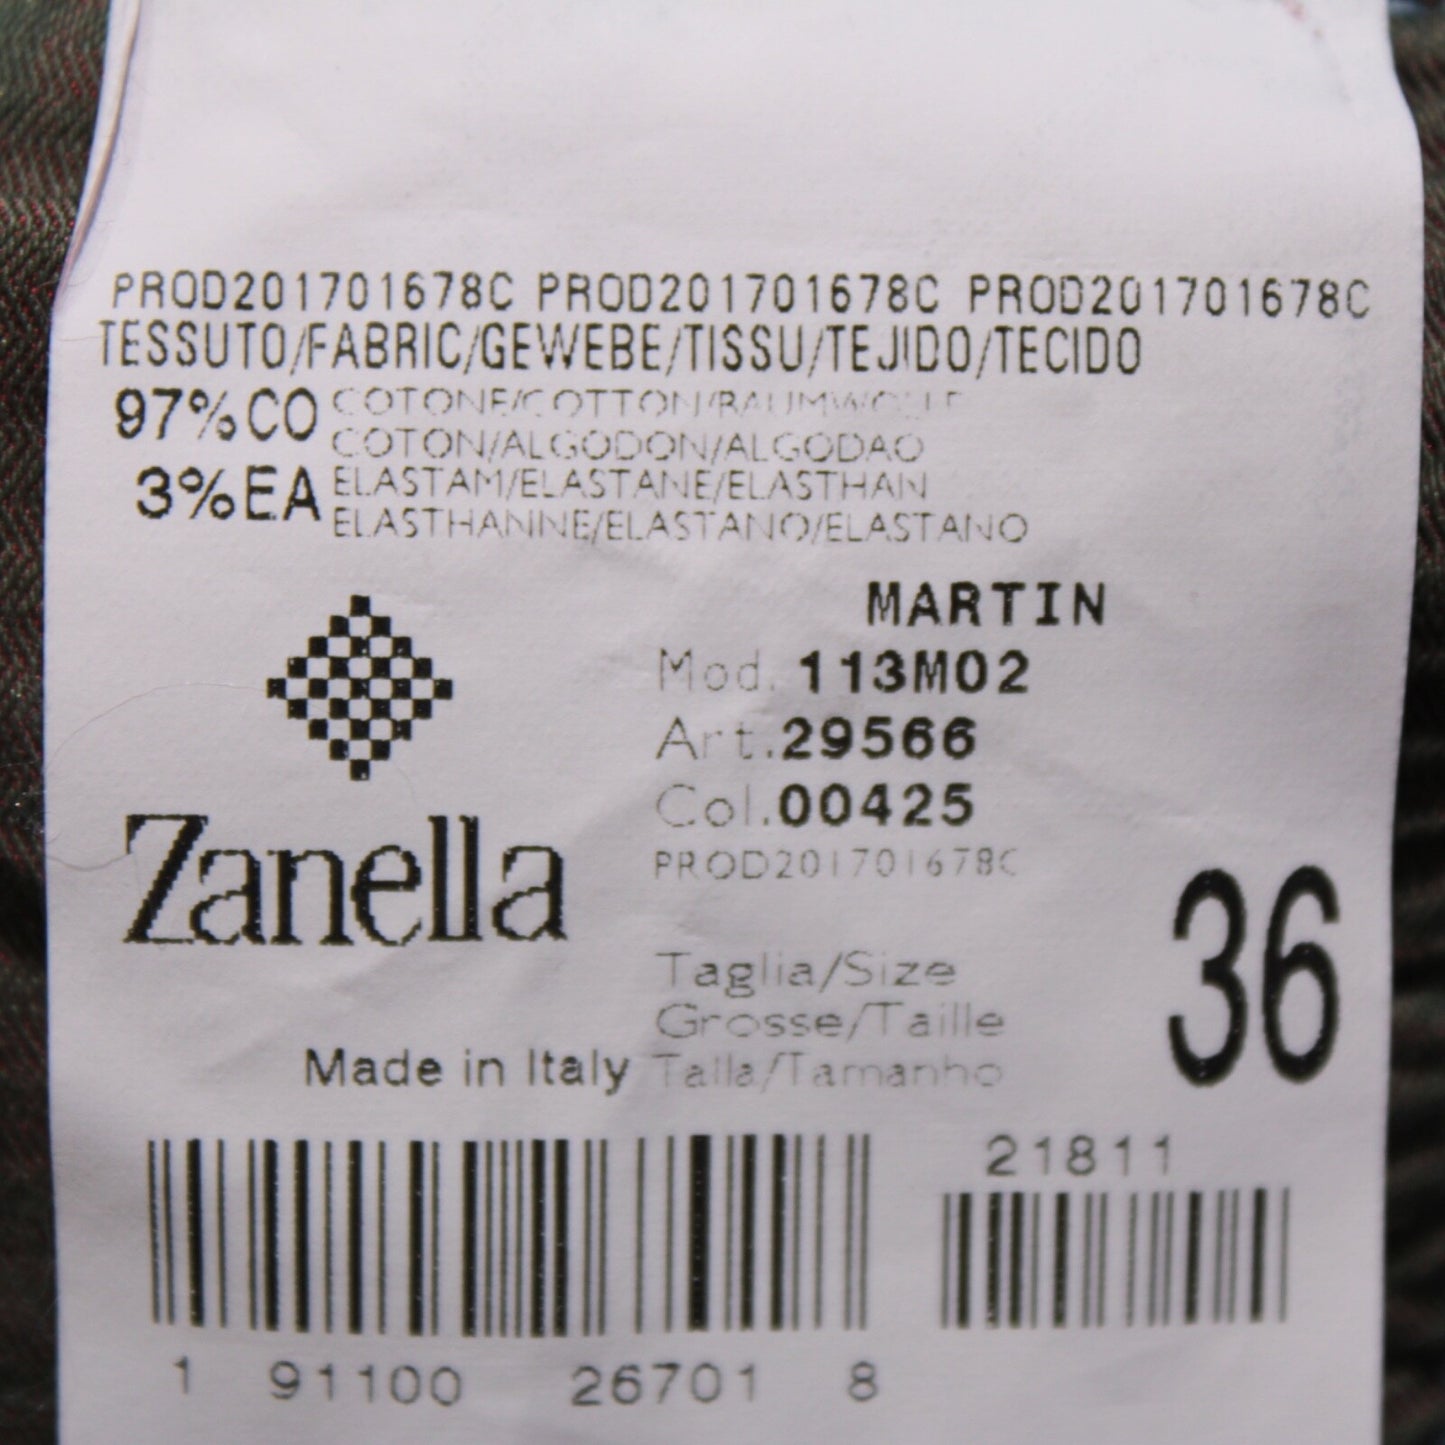 PROD201701678C PROD201701678C PROD201701678C
TESSUTO/FABRIC/GEWEBE/TISSU/TEJIDO/TECIDO
97%CO COTONE/COTTON/BAUMWOLLE
COTON/ALGODON/ALGODAO
3%EA ELASTAM/ELASTANE/ELASTHAN
ELASTHANNE/ELASTANO/ELASTANO
MARTIN
Mod. 113M02
Art.29566
Col.00425
PROD201701678C
Zanella
36
Taglia/Size
Grosse/Taille
Made in Italy Talla/Tamanho
21811
1 91100 26701 8